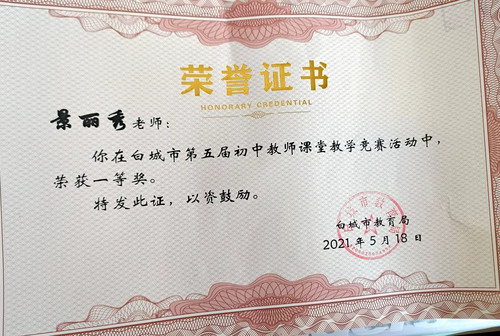 荣誉证书
HONORARY CREDENTIAL
景丽秀老师：
你在白城市第五届初中教师课堂教学竞赛活动中，
荣获一等奖。
特发此证，以资鼓励。
白城市教育局
2021年5月18日